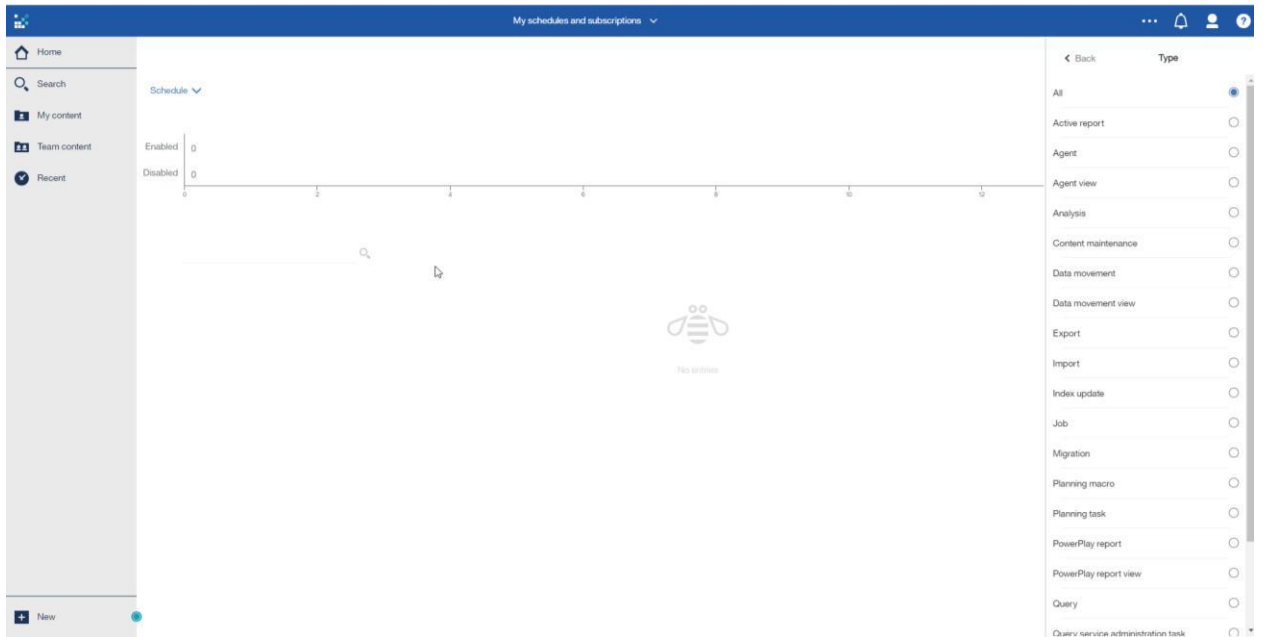 My schedules and subscriptions
?
Home
Search
My content
Team content
Recent
New
Schedule
Enabled 0
Disabled 0
0 2 4 6 8 10 12
No entries
Back Type
All
Active report
Agent
Agent view
Analysis
Content maintenance
Data movement
Data movement view
Export
Import
Index update
Job
Migration
Planning macro
Planning task
PowerPlay report
PowerPlay report view
Query
Query service administration task